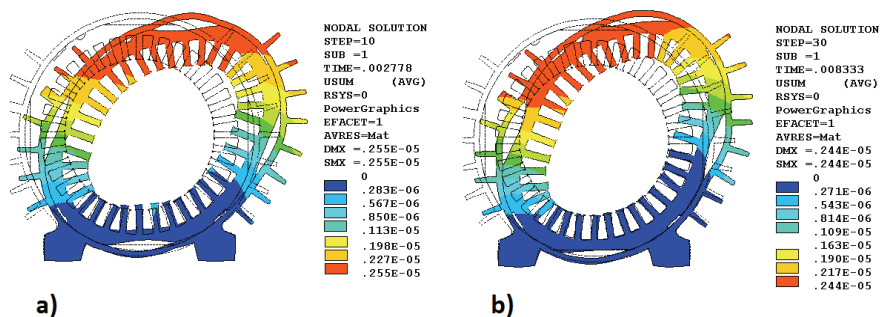 NODAL SOLUTION
STEP=10
SUB =1
TIME=.002778
USUM (AVG)
RSYS=0
PowerGraphics
EFACET=1
AVRES=Mat
DMX =.255E-05
SMX =.255E-05
0
.283E-06
.567E-06
.850E-06
.113E-05
.198E-05
.227E-05
.255E-05
a)
NODAL SOLUTION
STEP=30
SUB =1
TIME=.008333
USUM (AVG)
RSYS=0
PowerGraphics
EFACET=1
AVRES=Mat
DMX =.244E-05
SMX =.244E-05
0
.271E-06
.543E-06
.814E-06
.109E-05
.163E-05
.190E-05
.217E-05
.244E-05
b)